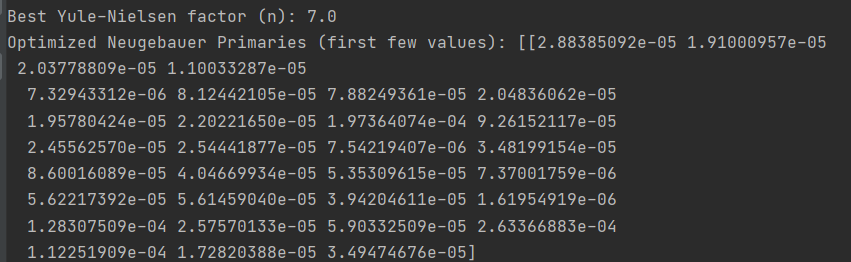 Best Yule-Nielsen factor (n): 7.0
Optimized Neugebauer Primaries (first few values): [[2.88385092e-05 1.91000957e-05
2.03778809e-05 1.10033287e-05
7.32943312e-06 8.12442105e-05 7.88249361e-05 2.04836062e-05
1.95780424e-05 2.20221650e-05 1.97364074e-04 9.26152117e-05
2.45562570e-05 2.54441877e-05 7.54219407e-06 3.48199154e-05
8.60016089e-05 4.04669934e-05 5.35309615e-05 7.37001759e-06
5.62217392e-05 5.61459040e-05 3.94204611e-05 1.61954919e-06
1.28307509e-04 2.57570133e-05 5.90332509e-05 2.63366883e-04
1.12251909e-04 1.72820388e-05 3.49474676e-05]